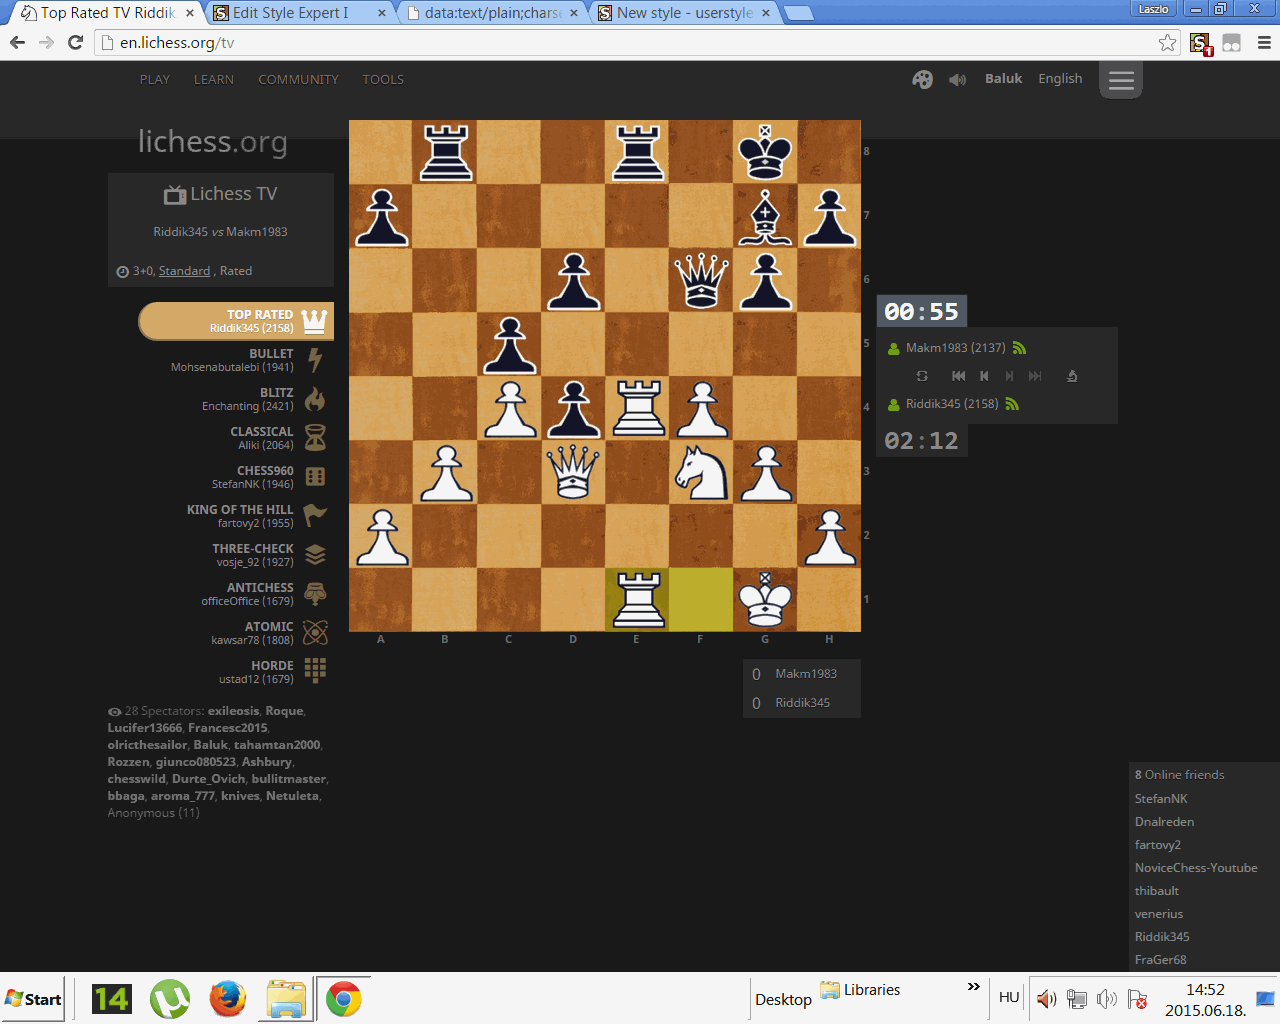 Top Rated TV Riddik
Edit Style Expert I
data:text/plain;chars
New style - userstyle
Laszlo
en.lichess.org/tv
1
PLAY LEARN COMMUNITY TOOLS
Baluk English
lichess.org
Lichess TV
Riddik345 vs Makm1983
3+0, Standard , Rated
TOP RATED
Riddik345 (2158)
BULLET
Mohsenabutalebi (1941)
BLITZ
Enchanting (2421)
CLASSICAL
Aliki (2064)
CHESS960
StefanNK (1946)
KING OF THE HILL
fartovy2 (1955)
THREE-CHECK
vosje_92 (1927)
ANTICHESS
officeOffice (1679)
ATOMIC
kawsar78 (1808)
HORDE
ustad12 (1679)
28 Spectators: exileosis, Roque,
Lucifer13666, Francesc2015,
olricthesailor, Baluk, tahamtan2000,
Rozzen, giunco080523, Ashbury,
chesswild, Durte_Ovich, bullitmaster,
bbaga, aroma_777, knives, Netuleta,
Anonymous (11)
8
7
6
5
4
3
2
1
A B C D E F G H
00:55
Makm1983 (2137)
Riddik345 (2158)
02:12
0 Makm1983
0 Riddik345
8 Online friends
StefanNK
Dnalreden
fartovy2
NoviceChess-Youtube
thibault
venerius
Riddik345
FraGer68
Start
14
Desktop
Libraries
»
HU
14:52
2015.06.18.